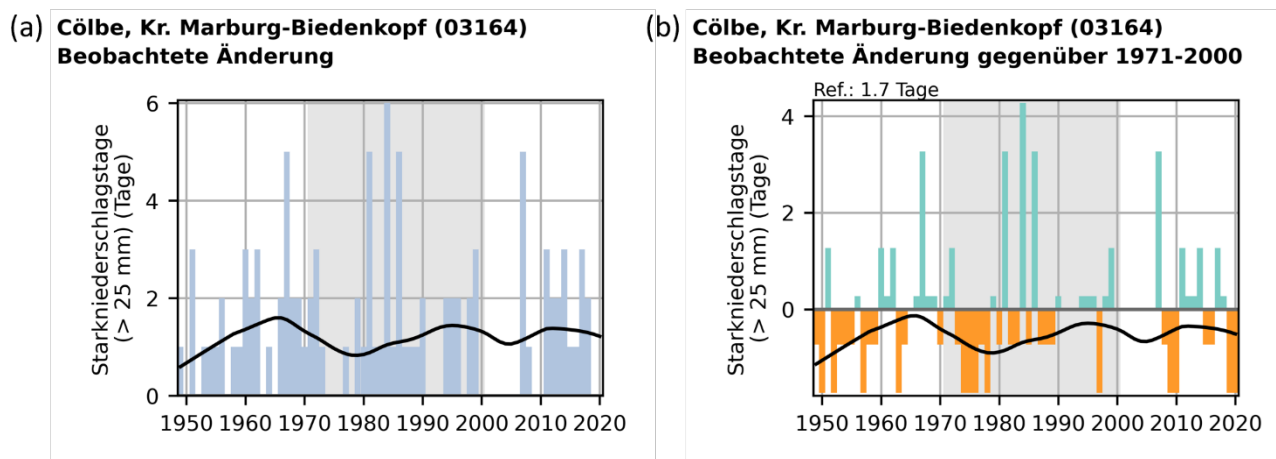 (a) Cölbe, Kr. Marburg-Biedenkopf (03164)
Beobachtete Änderung
Starkniederschlagstage
(> 25 mm) (Tage)
6
4
2
0
1950 1960 1970 1980 1990 2000 2010 2020
(b) Cölbe, Kr. Marburg-Biedenkopf (03164)
Beobachtete Änderung gegenüber 1971-2000
Ref.: 1.7 Tage
Starkniederschlagstage
(> 25 mm) (Tage)
4
2
0
1950 1960 1970 1980 1990 2000 2010 2020